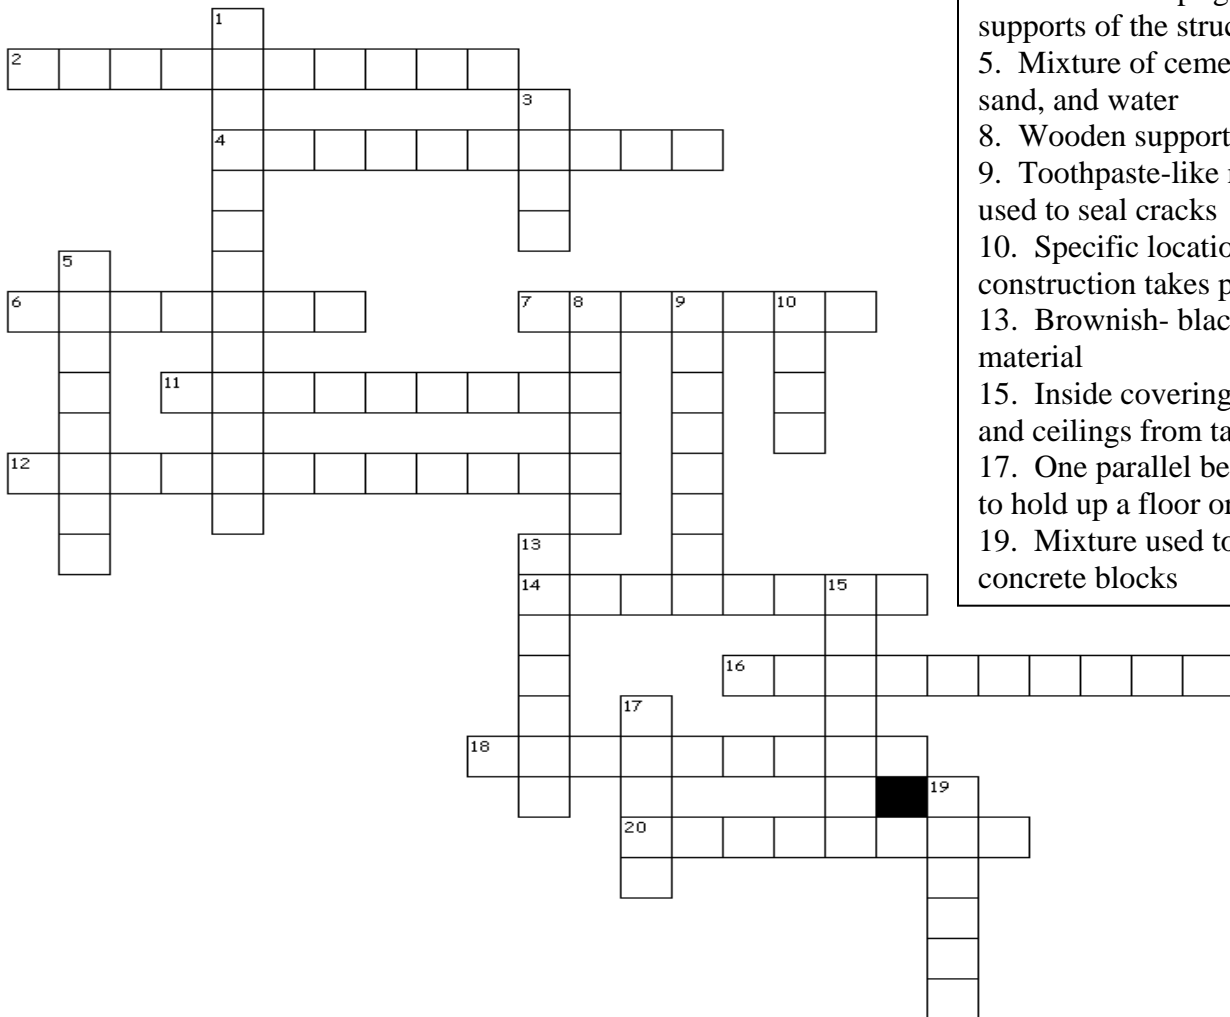 1
2
3
supports of the struc
4
5. Mixture of ceme
sand, and water
8. Wooden support
9. Toothpaste-like
used to seal cracks
5
10. Specific locatio
6
7 8 9 10
construction takes p
13. Brownish- blac
material
11
15. Inside covering
and ceilings from ta
12
17. One parallel be
to hold up a floor or
13
19. Mixture used to
14 15
concrete blocks
16
17
18
19
20